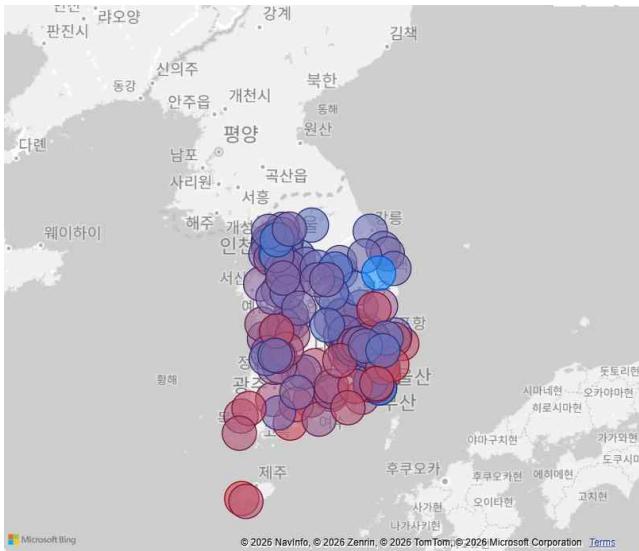 랴오양
강계
판진시
김책
신의주
북한
동강
개천시
안주읍
통해
원산
평양
다롄
남포
곡산읍
사리원
서흥
해주
개성
강릉
웨이하이
인천
서산
포항
황해
광주
울산
부산
돗토리현
시마네현
오카야마현
히로시마현
야마구치현
가가와현
제주
후쿠오카
후쿠오카현
에히메현
도쿠시마
사가현
오이타현
고치현
나가사키현
Microsoft Bing
© 2026 NavInfo, © 2026 Zenrin, © 2026 TomTom, © 2026 Microsoft Corporation Terms